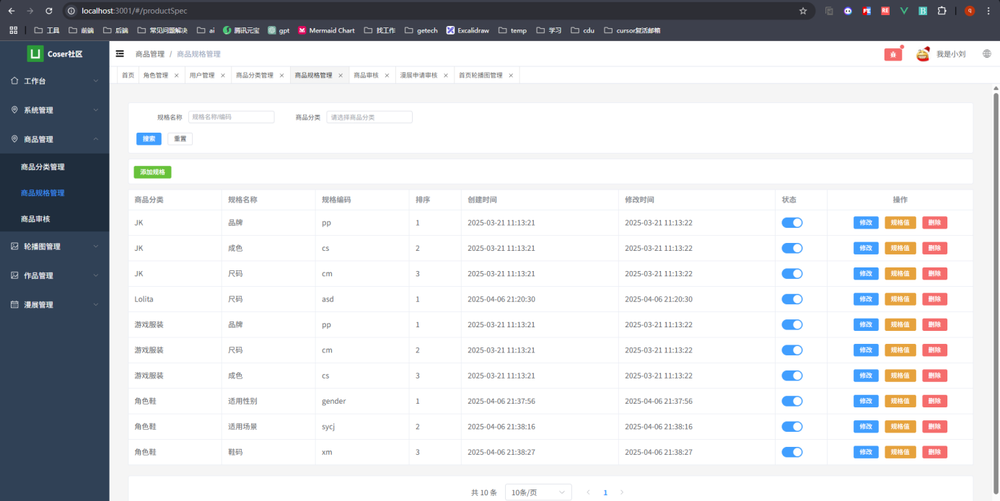 localhost:3001/#/productSpec
工具 前端 后端 常见问题解决 ai 腾讯元宝 gpt Mermaid Chart 找工作 getech Excalidraw temp 学习 cdu cursor复活邮箱
Coser社区
商品管理 / 商品规格管理
我是小刘
首页 角色管理 用户管理 商品分类管理 商品规格管理 商品审核 漫展申请审核 首页轮播图管理
工作台
系统管理
商品管理
商品分类管理
商品规格管理
商品审核
轮播图管理
作品管理
漫展管理
规格名称 规格名称/编码 商品分类 请选择商品分类
搜索 重置
添加规格
商品分类 规格名称 规格编码 排序 创建时间 修改时间 状态 操作
JK 品牌 pp 1 2025-03-21 11:13:21 2025-03-21 11:13:22 修改 规格值 删除
JK 成色 cs 2 2025-03-21 11:13:21 2025-03-21 11:13:22 修改 规格值 删除
JK 尺码 cm 3 2025-03-21 11:13:21 2025-03-21 11:13:22 修改 规格值 删除
Lolita 尺码 asd 1 2025-04-06 21:20:30 2025-04-06 21:20:30 修改 规格值 删除
游戏服装 品牌 pp 1 2025-03-21 11:13:21 2025-03-21 11:13:22 修改 规格值 删除
游戏服装 尺码 cm 2 2025-03-21 11:13:21 2025-03-21 11:13:22 修改 规格值 删除
游戏服装 成色 cs 3 2025-03-21 11:13:21 2025-03-21 11:13:22 修改 规格值 删除
角色鞋 适用性别 gender 1 2025-04-06 21:37:56 2025-04-06 21:37:56 修改 规格值 删除
角色鞋 适用场景 sycj 2 2025-04-06 21:38:16 2025-04-06 21:38:16 修改 规格值 删除
角色鞋 鞋码 xm 3 2025-04-06 21:38:27 2025-04-06 21:38:27 修改 规格值 删除
共 10 条 10条/页 1